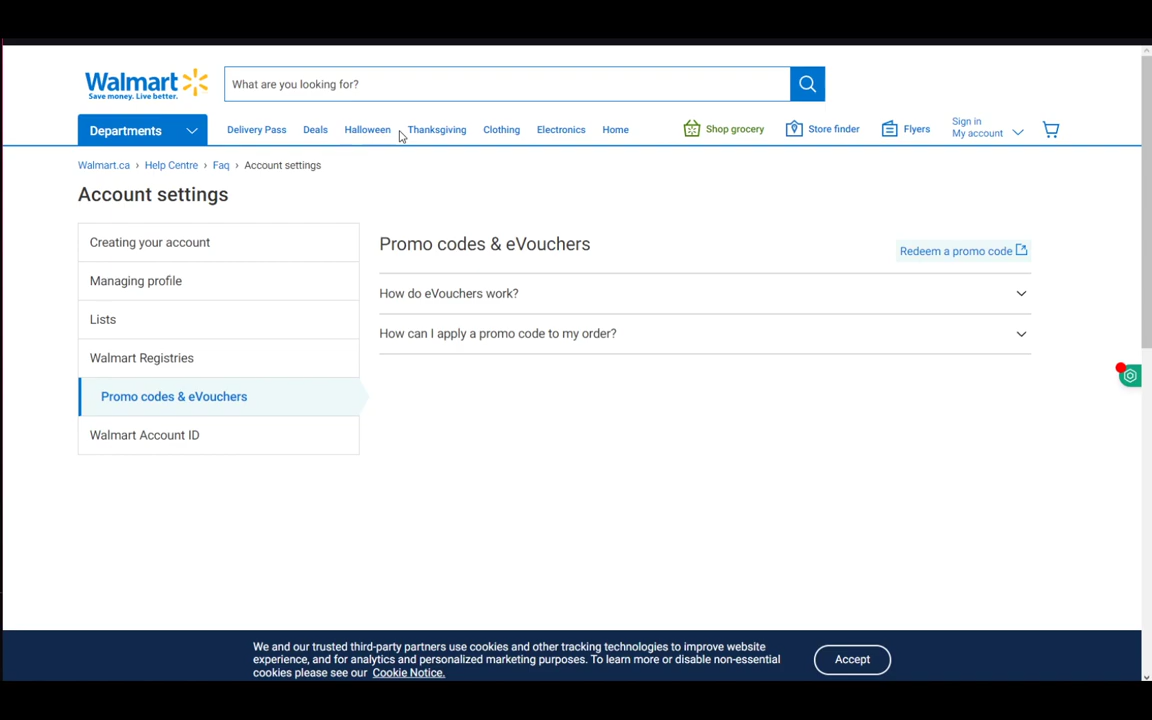 Walmart
Save money. Live better.
What are you looking for?
Departments
Delivery Pass Deals Halloween Thanksgiving Clothing Electronics Home
Shop grocery Store finder Flyers
Sign in
My account
Walmart.ca › Help Centre › Faq › Account settings
Account settings
Creating your account
Managing profile
Lists
Walmart Registries
Promo codes & eVouchers
Walmart Account ID
Promo codes & eVouchers
Redeem a promo code
How do eVouchers work?
How can I apply a promo code to my order?
We and our trusted third-party partners use cookies and other tracking technologies to improve website
experience, and for analytics and personalized marketing purposes. To learn more or disable non-essential
cookies please see our Cookie Notice.
Accept